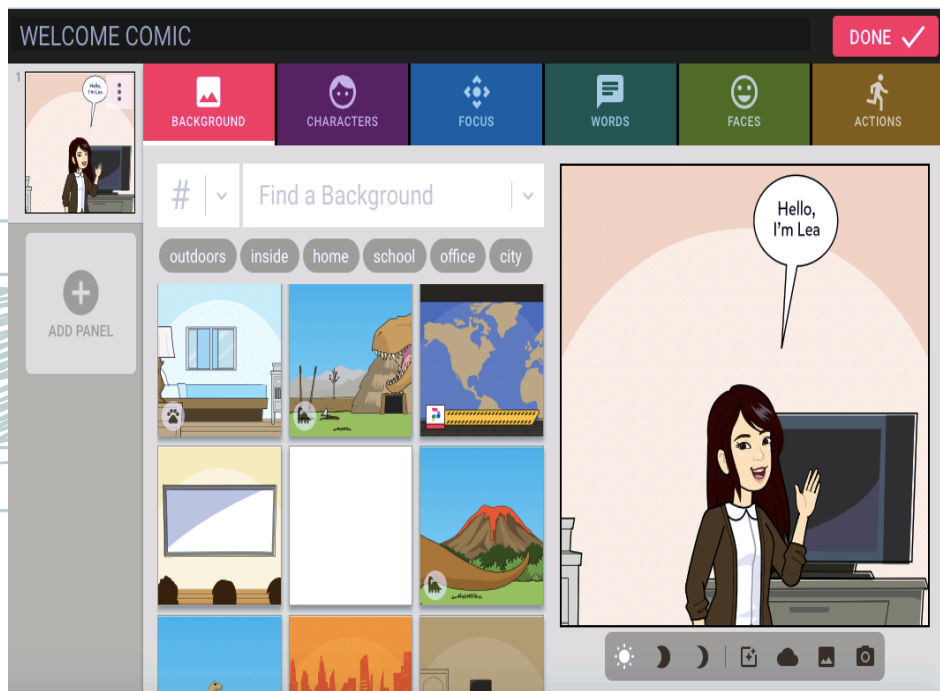 WELCOME COMIC
DONE
1
Hello,
I'm Lea
BACKGROUND
CHARACTERS
FOCUS
WORDS
FACES
ACTIONS
# Find a Background
outdoors inside home school office city
ADD PANEL
Hello,
I'm Lea